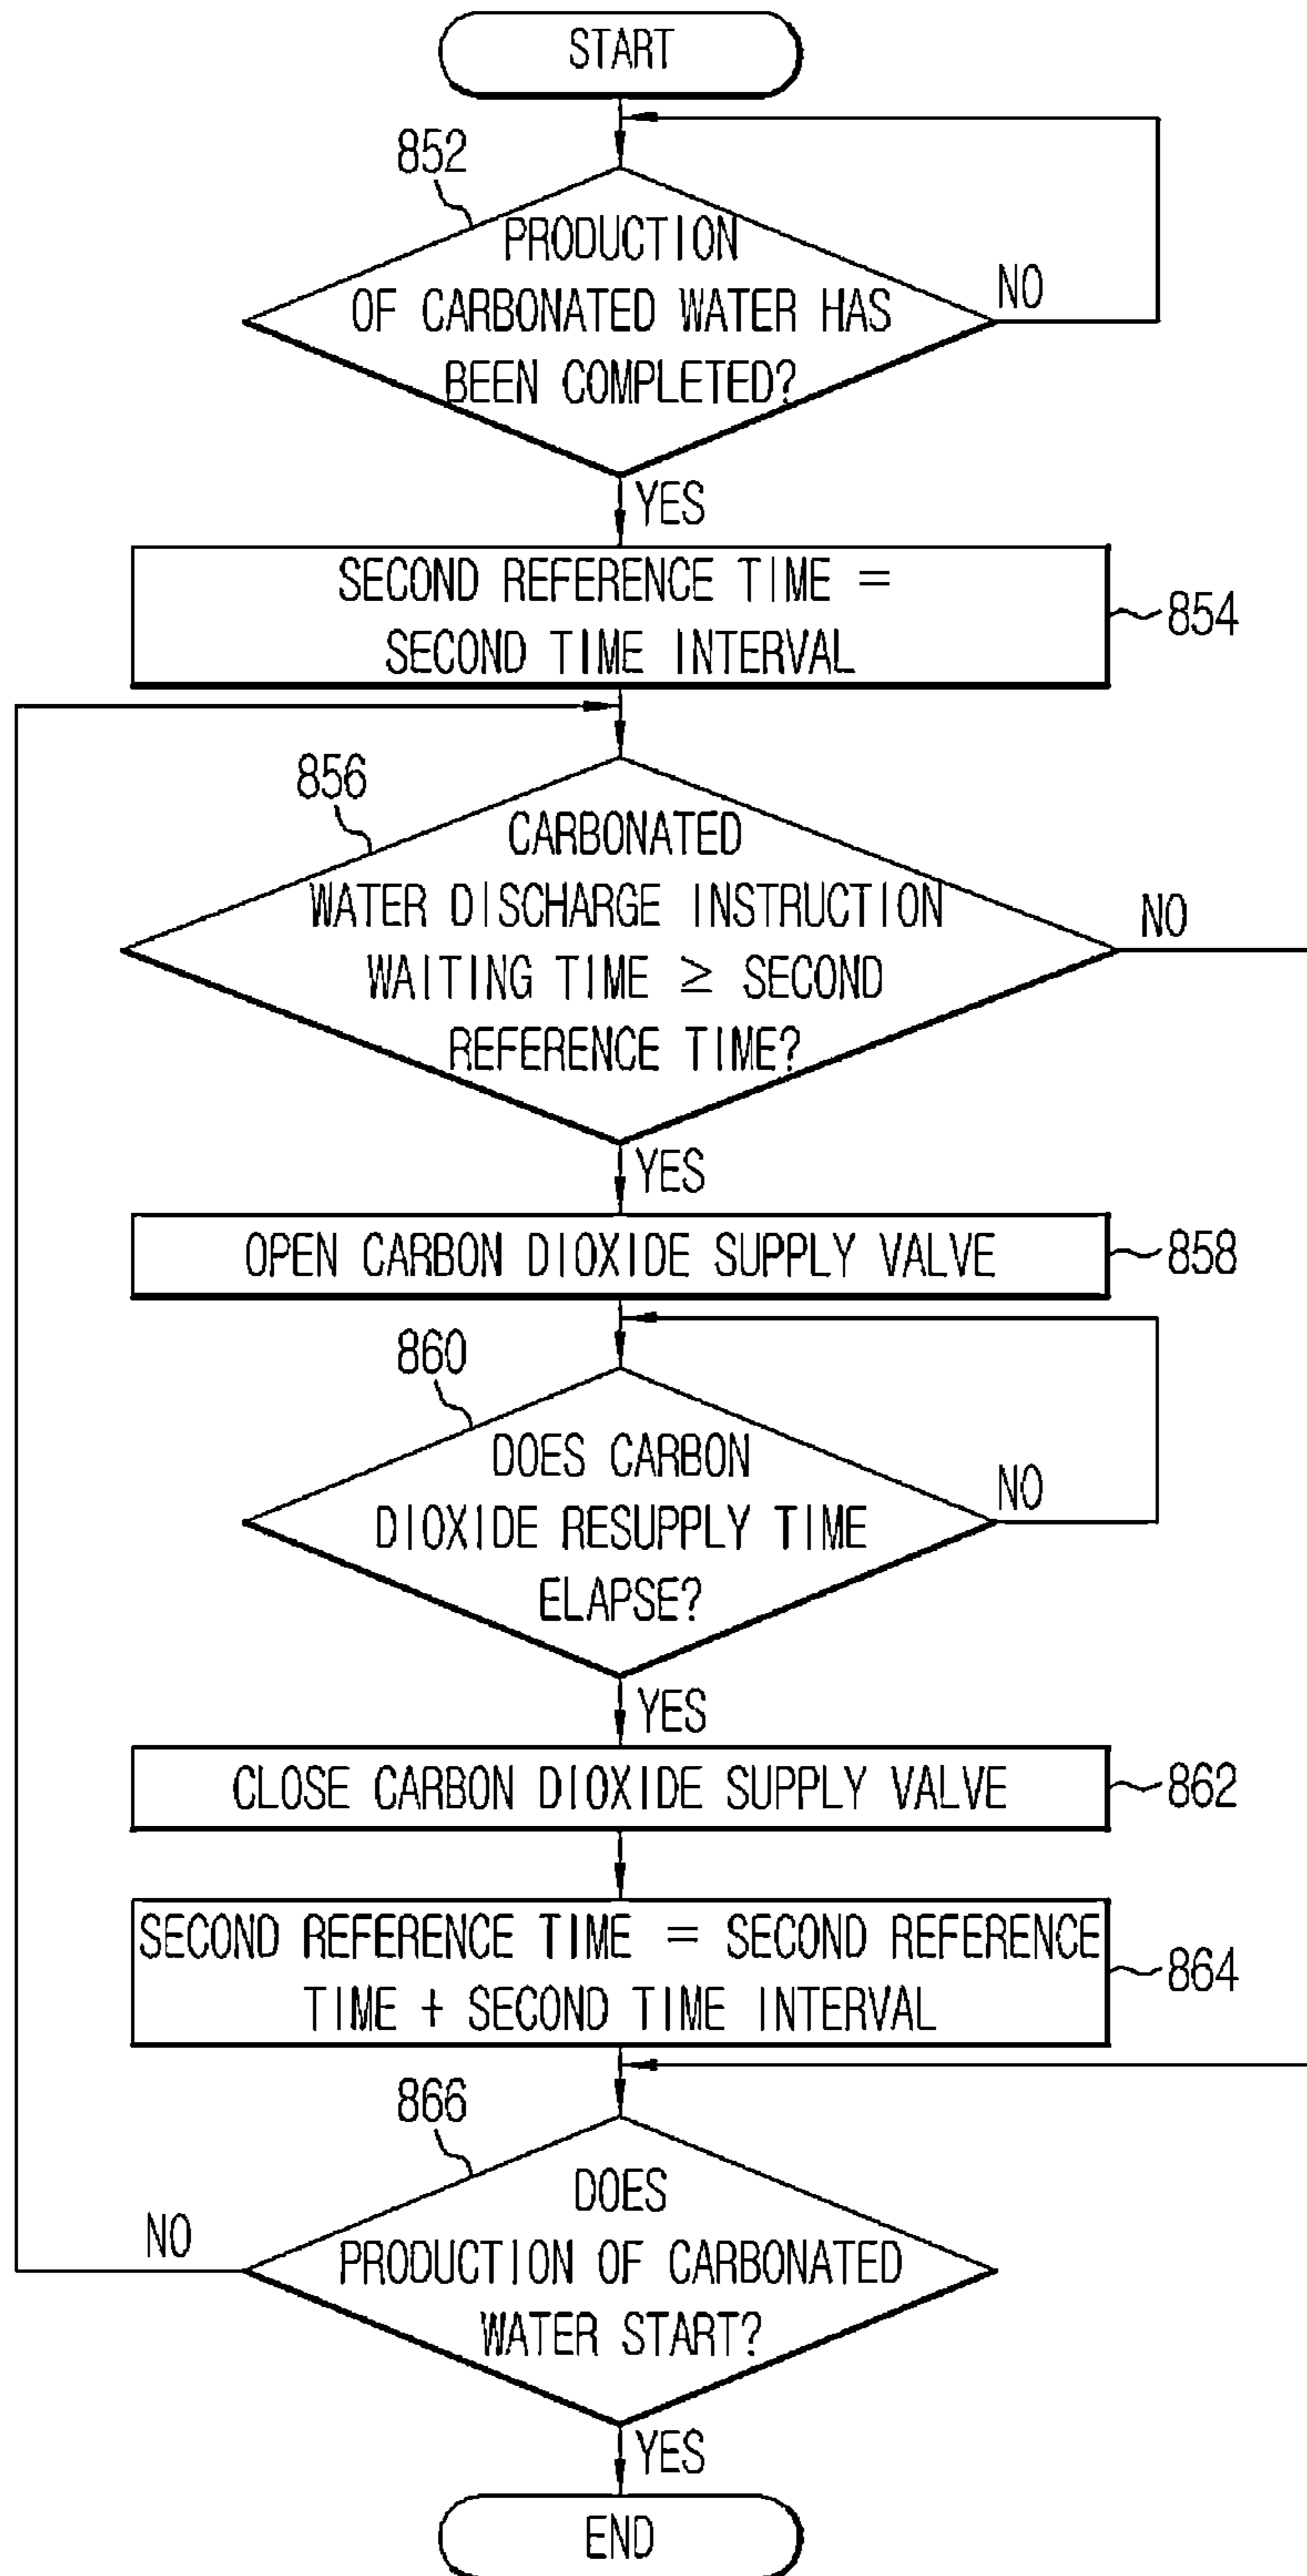 START
852
PRODUCTION
OF CARBONATED WATER HAS
BEEN COMPLETED?
NO
YES
SECOND REFERENCE TIME =
SECOND TIME INTERVAL
854
856
CARBONATED
WATER DISCHARGE INSTRUCTION
WAITING TIME ≥ SECOND
REFERENCE TIME?
NO
YES
OPEN CARBON DIOXIDE SUPPLY VALVE
858
860
DOES CARBON
DIOXIDE RESUPPLY TIME
ELAPSE?
NO
YES
CLOSE CARBON DIOXIDE SUPPLY VALVE
862
SECOND REFERENCE TIME = SECOND REFERENCE
TIME + SECOND TIME INTERVAL
864
866
DOES
PRODUCTION OF CARBONATED
WATER START?
NO
YES
END